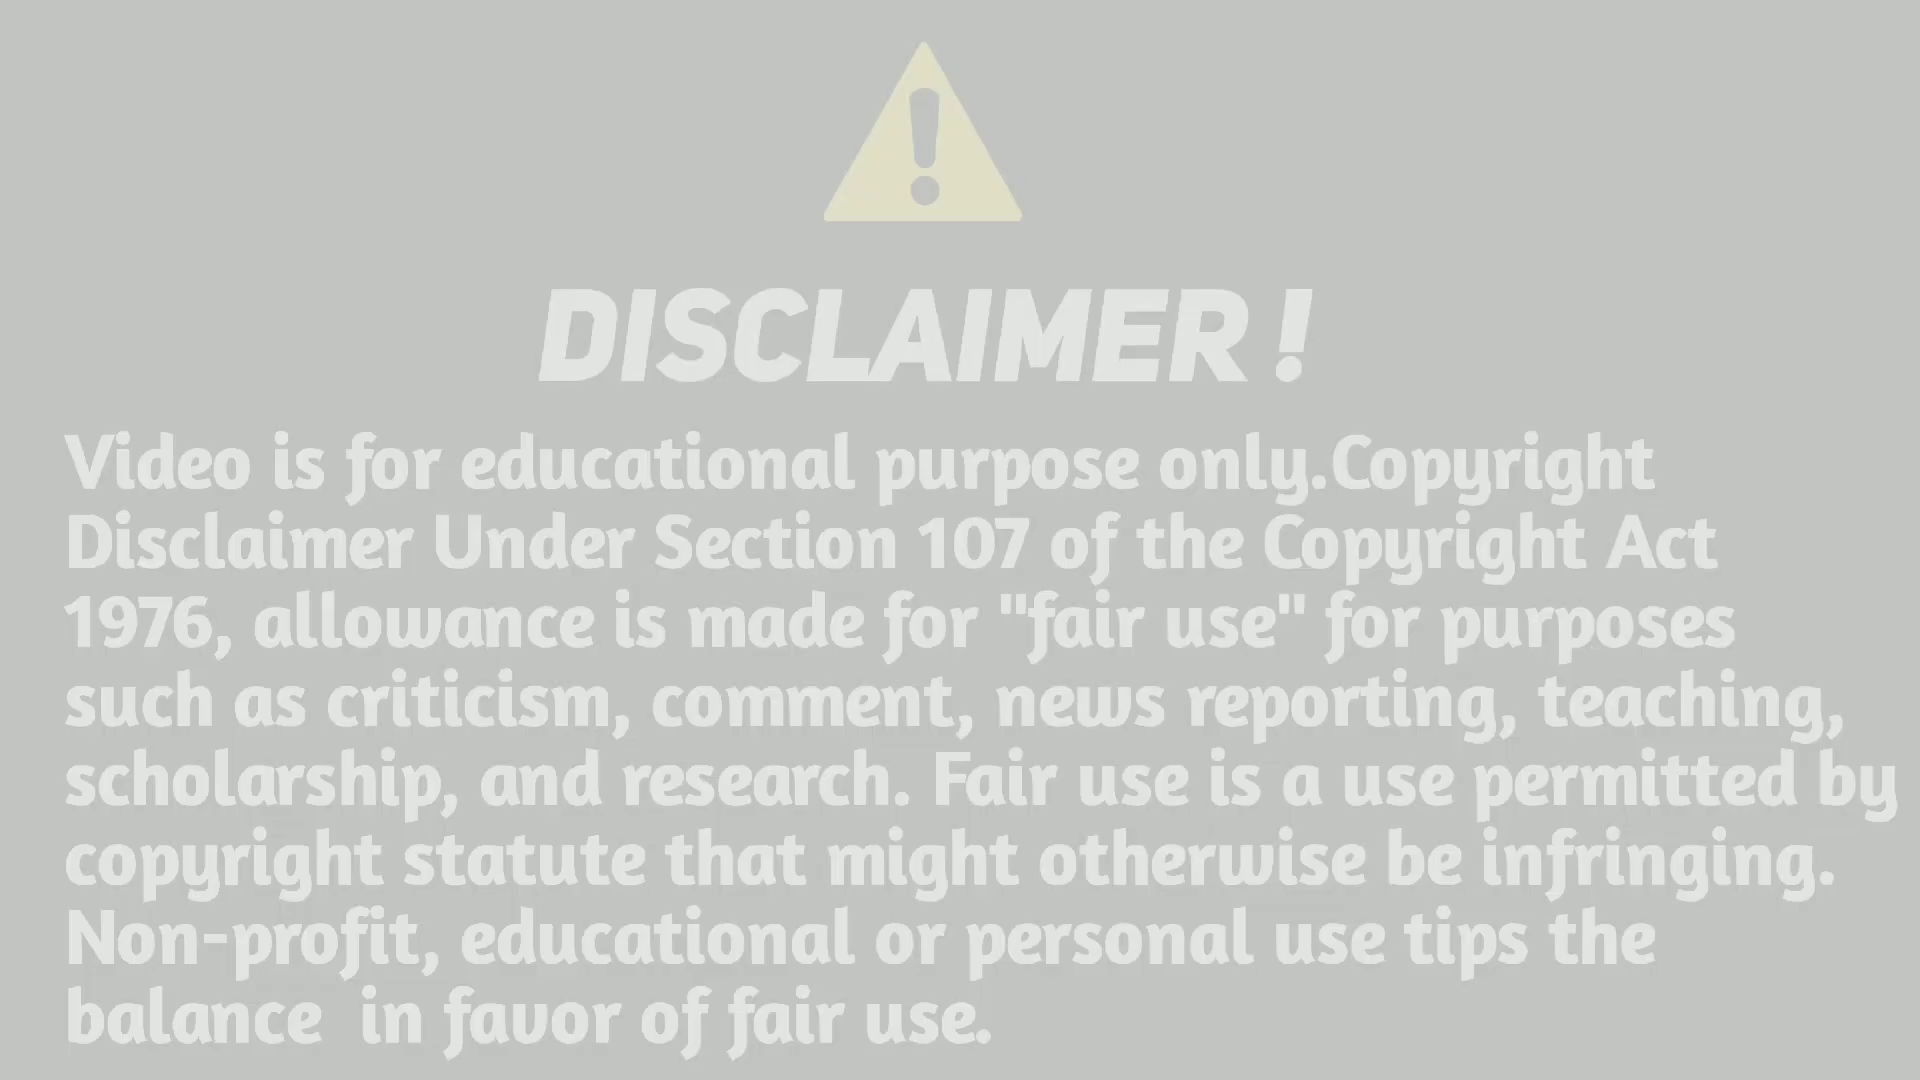 DISCLAIMER !
Video is for educational purpose only.Copyright
Disclaimer Under Section 107 of the Copyright Act
1976, allowance is made for "fair use" for purposes
such as criticism, comment, news reporting, teaching,
scholarship, and research. Fair use is a use permitted by
copyright statute that might otherwise be infringing.
Non-profit, educational or personal use tips the
balance  in favor of fair use.